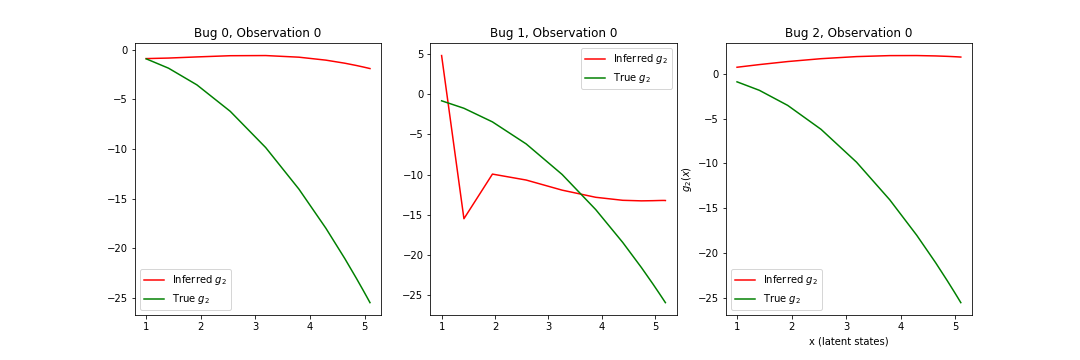 Bug 0, Observation 0
0
−5
−10
−15
−20
−25
1 2 3 4 5
Inferred g₂
True g₂
Bug 1, Observation 0
5
0
−5
−10
−15
−20
−25
1 2 3 4 5
Inferred g₂
True g₂
Bug 2, Observation 0
g₂(x)
0
−5
−10
−15
−20
−25
1 2 3 4 5
x (latent states)
Inferred g₂
True g₂